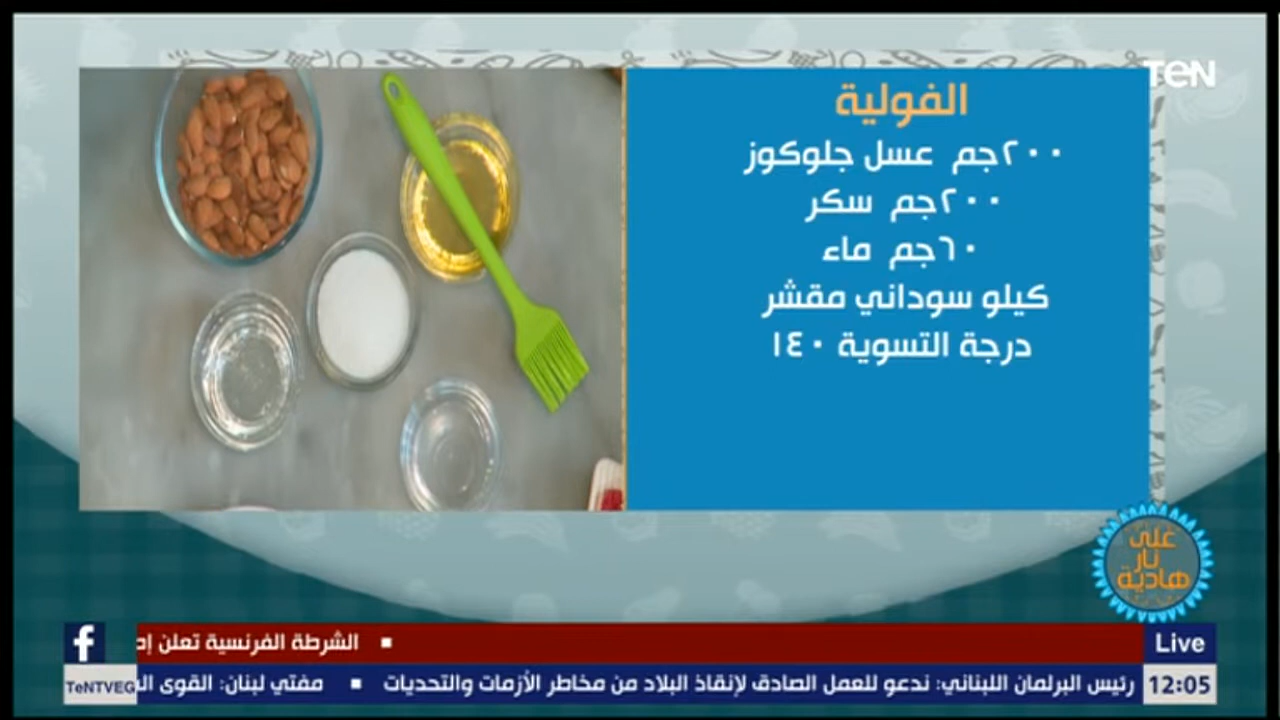 TEN
الفولية
٢٠٠جم عسل جلوكوز
٢٠٠جم سكر
٦٠جم ماء
كيلو سوداني مقشر
درجة التسوية ١٤٠
على
نار
هادية
Live
الشرطة الفرنسية تعلن
12:05
رئيس البرلمان اللبناني: ندعو للعمل الصادق لإنقاذ البلاد من مخاطر الأزمات والتحديات ■ مفتي لبنان: القوى
TeNTVEG